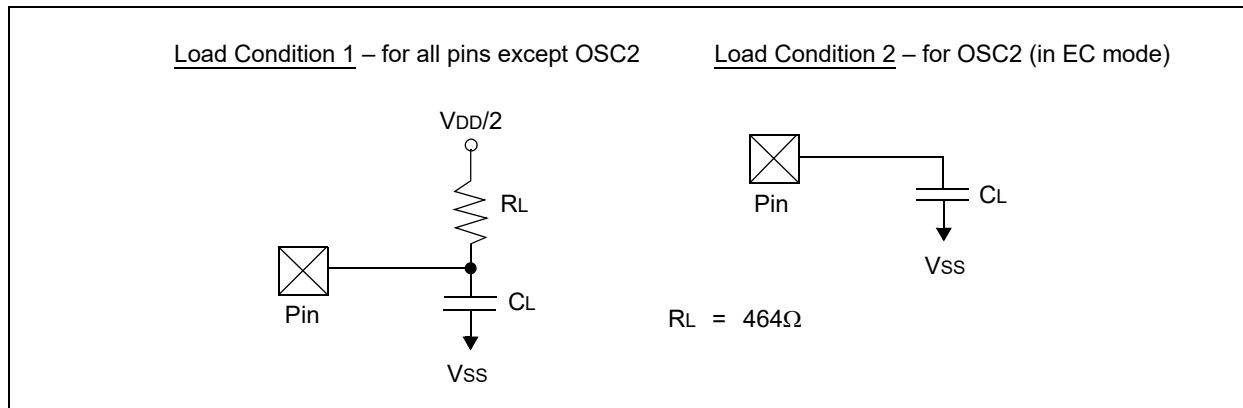 Load Condition 1 – for all pins except OSC2
Load Condition 2 – for OSC2 (in EC mode)
VDD/2
RL
Pin
CL
VSS
Pin
CL
VSS
RL = 464Ω